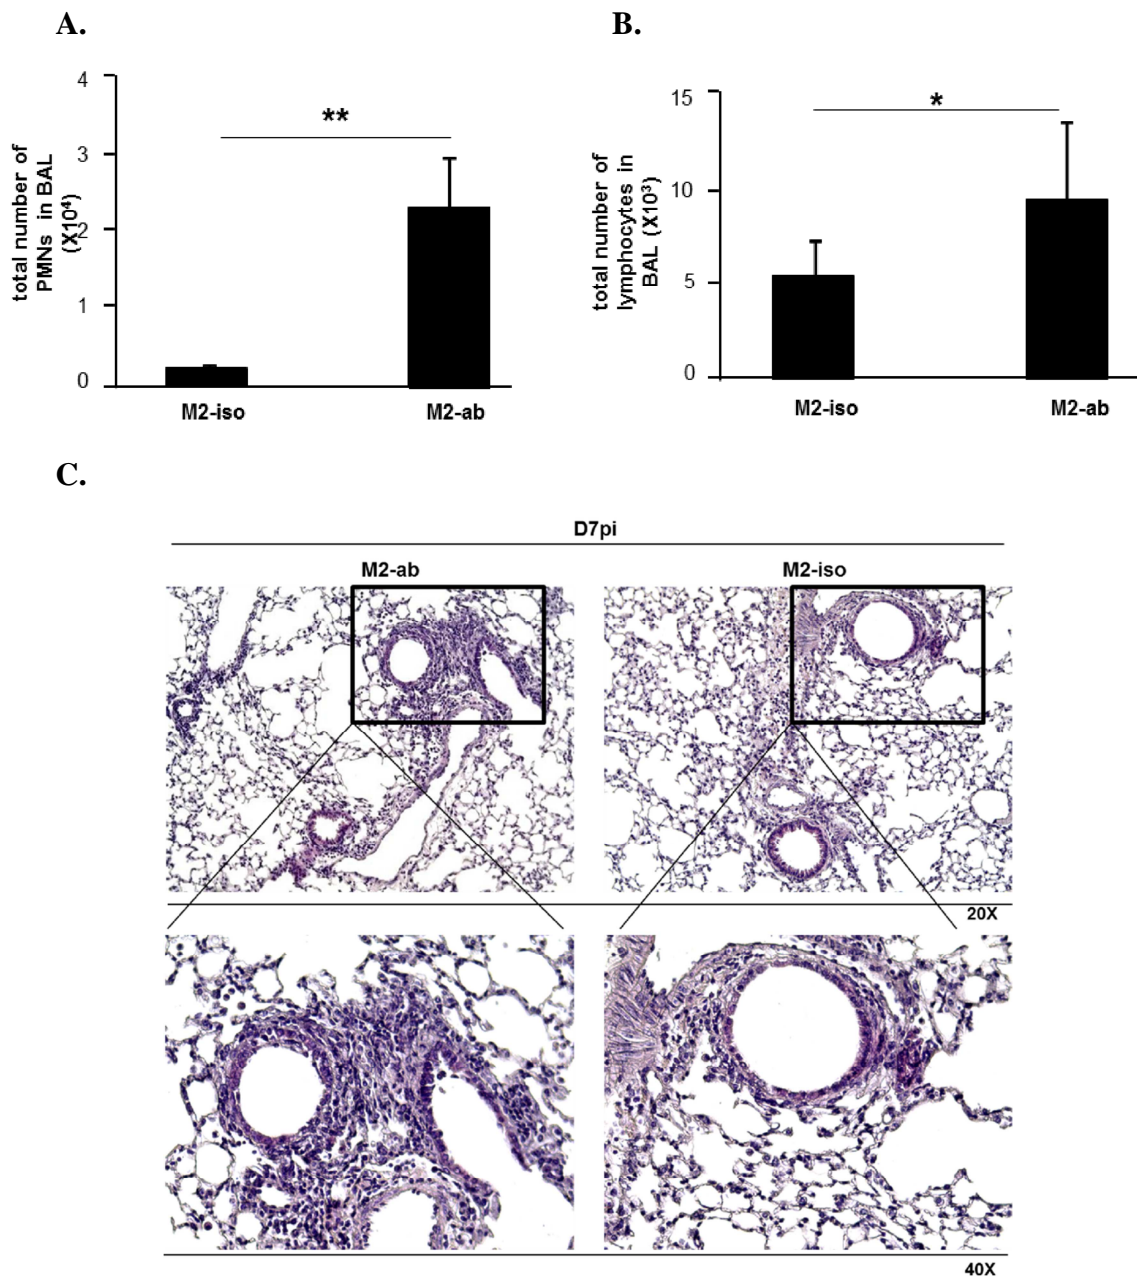 A.
B.
4
3
2
1
0
total number of
PMNs in BAL
(X10⁴)
**
M2-iso
M2-ab
15
10
5
0
total number of
lymphocytes in
BAL (X10³)
*
M2-iso
M2-ab
C.
D7pi
M2-ab
M2-iso
20X
40X